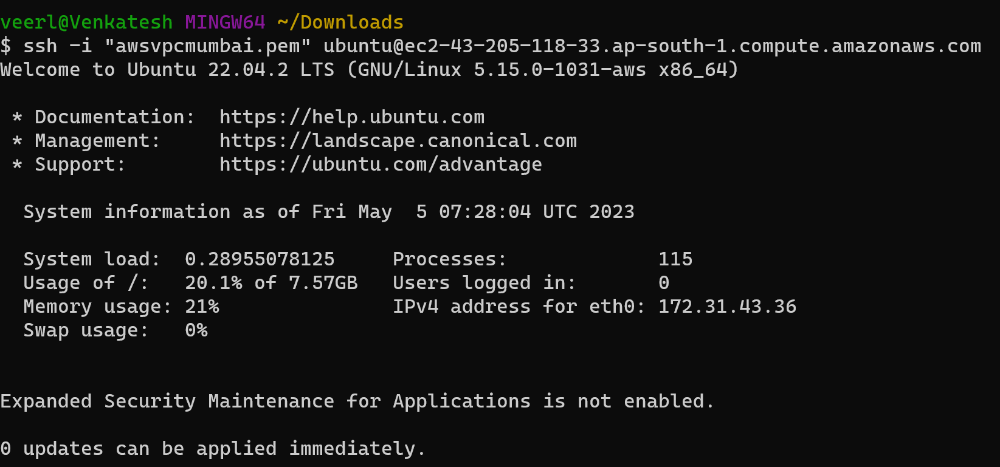 veerl@Venkatesh MINGW64 ~/Downloads
$ ssh -i "awsvpcmumbai.pem" ubuntu@ec2-43-205-118-33.ap-south-1.compute.amazonaws.com
Welcome to Ubuntu 22.04.2 LTS (GNU/Linux 5.15.0-1031-aws x86_64)

 * Documentation:  https://help.ubuntu.com
 * Management:     https://landscape.canonical.com
 * Support:        https://ubuntu.com/advantage

  System information as of Fri May  5 07:28:04 UTC 2023

  System load:  0.28955078125     Processes:             115
  Usage of /:   20.1% of 7.57GB   Users logged in:       0
  Memory usage: 21%               IPv4 address for eth0: 172.31.43.36
  Swap usage:   0%

Expanded Security Maintenance for Applications is not enabled.

0 updates can be applied immediately.